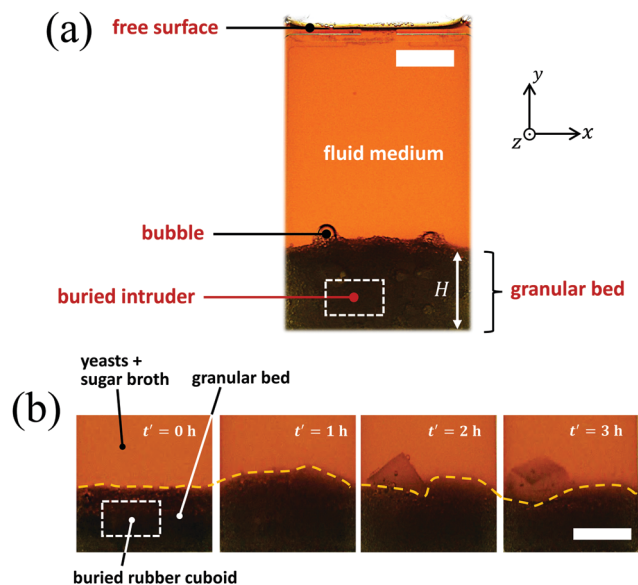 (a)
free surface
y
z
x
fluid medium
bubble
buried intruder
H
granular bed
(b)
yeasts +
sugar broth
granular bed
t′ = 0 h
t′ = 1 h
t′ = 2 h
t′ = 3 h
buried rubber cuboid